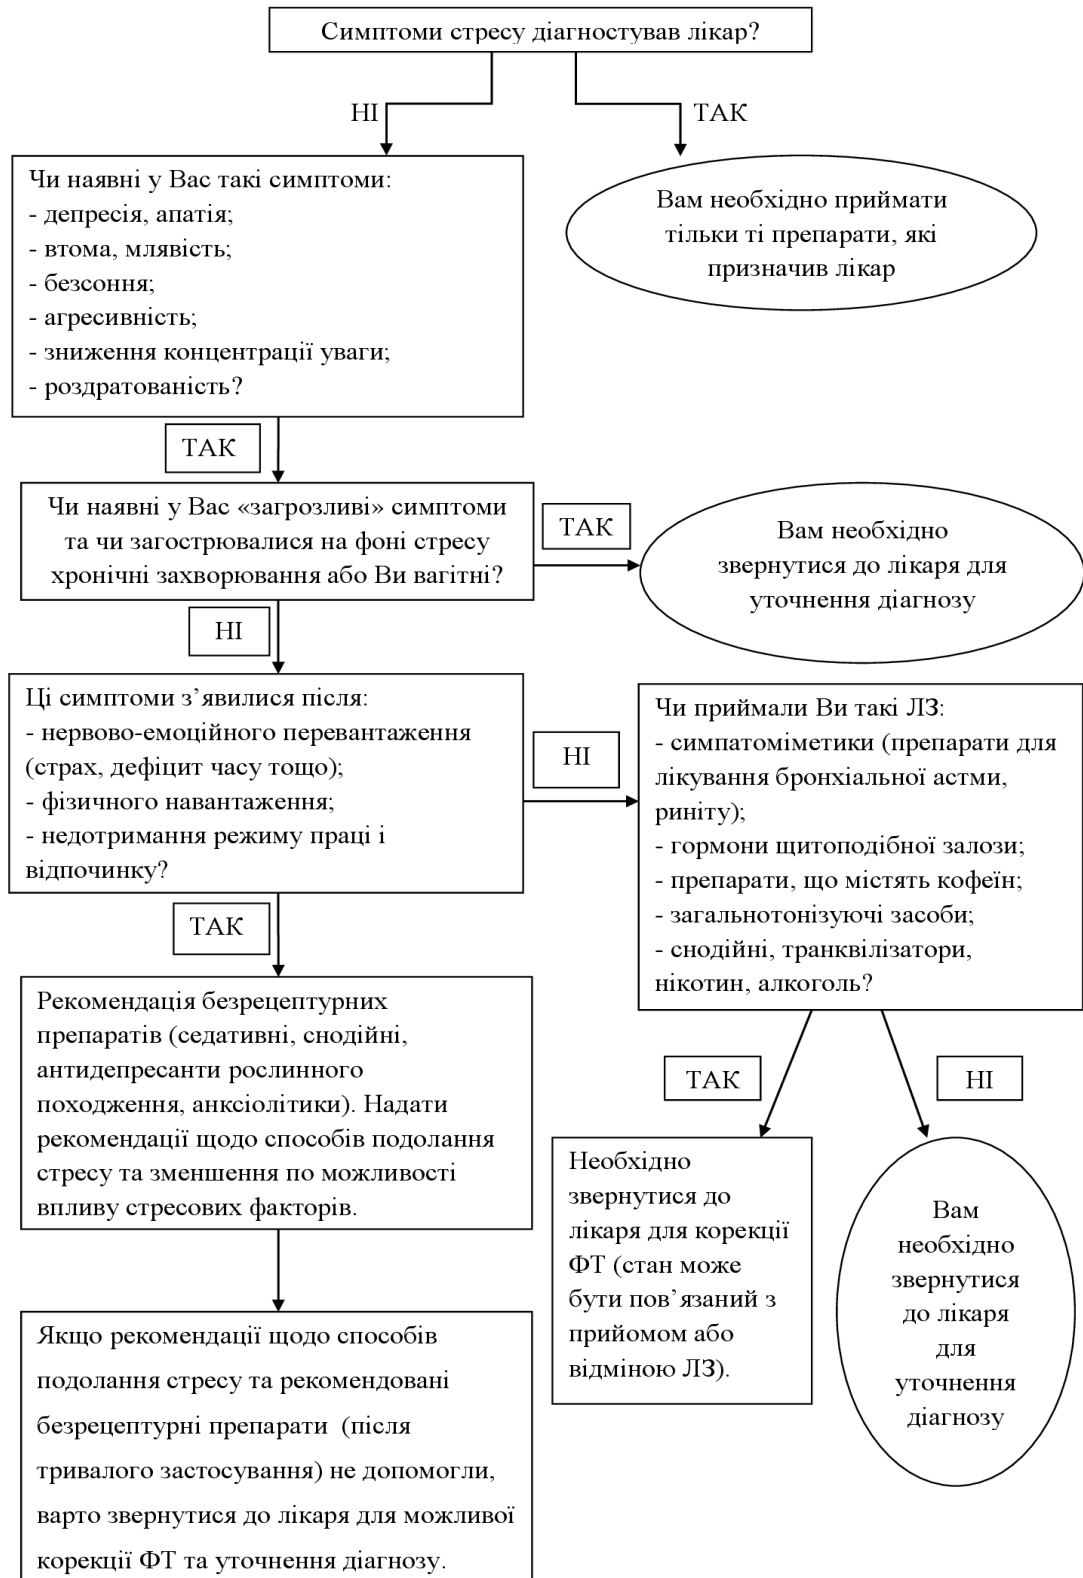 Симптоми стресу діагностував лікар?
НІ
ТАК
Чи наявні у Вас такі симптоми:
- депресія, апатія;
- втома, млявість;
- безсоння;
- агресивність;
- зниження концентрації уваги;
- роздратованість?
Вам необхідно приймати
тільки ті препарати, які
призначив лікар
ТАК
Чи наявні у Вас «загрозливі» симптоми
та чи загострювалися на фоні стресу
хронічні захворювання або Ви вагітні?
ТАК
Вам необхідно
звернутися до лікаря для
уточнення діагнозу
НІ
Ці симптоми з’явилися після:
- нервово-емоційного перевантаження
(страх, дефіцит часу тощо);
- фізичного навантаження;
- недотримання режиму праці і
відпочинку?
НІ
Чи приймали Ви такі ЛЗ:
- симпатоміметики (препарати для
лікування бронхіальної астми,
риніту);
- гормони щитоподібної залози;
- препарати, що містять кофеїн;
- загальнотонізуючі засоби;
- снодійні, транквілізатори,
нікотин, алкоголь?
ТАК
Рекомендація безрецептурних
препаратів (седативні, снодійні,
антидепресанти рослинного
походження, анксіолітики). Надати
рекомендації щодо способів подолання
стресу та зменшення по можливості
впливу стресових факторів.
ТАК
НІ
Необхідно
звернутися до
лікаря для корекції
ФТ (стан може
бути пов’язаний з
прийомом або
відміною ЛЗ).
Вам
необхідно
звернутися
до лікаря
для
уточнення
діагнозу
Якщо рекомендації щодо способів
подолання стресу та рекомендовані
безрецептурні препарати (після
тривалого застосування) не допомогли,
варто звернутися до лікаря для можливої
корекції ФТ та уточнення діагнозу.